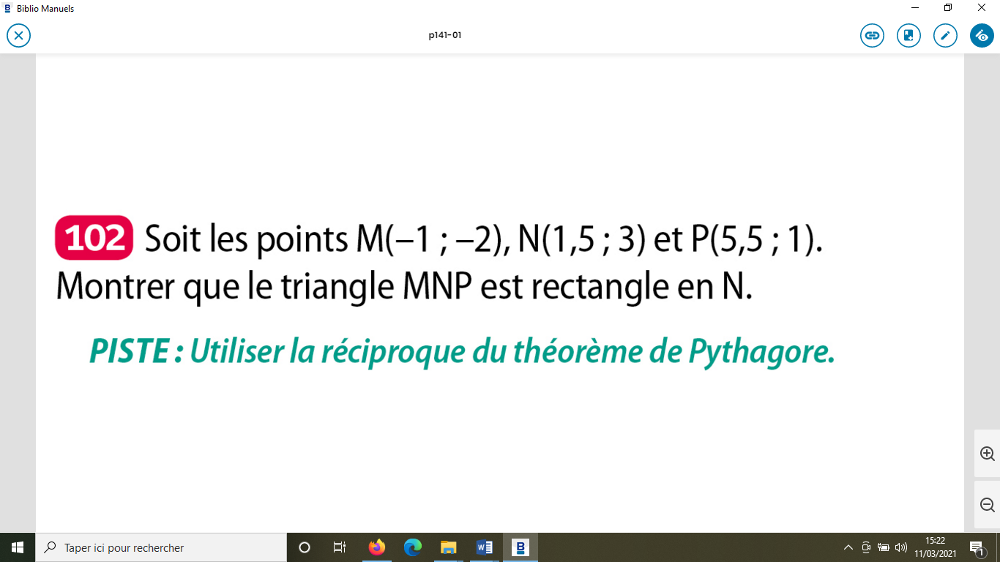 Biblio Manuels
p141-01
102 Soit les points M(–1 ; –2), N(1,5 ; 3) et P(5,5 ; 1).
Montrer que le triangle MNP est rectangle en N.
PISTE : Utiliser la réciproque du théorème de Pythagore.
Taper ici pour rechercher
15:22
11/03/2021
1